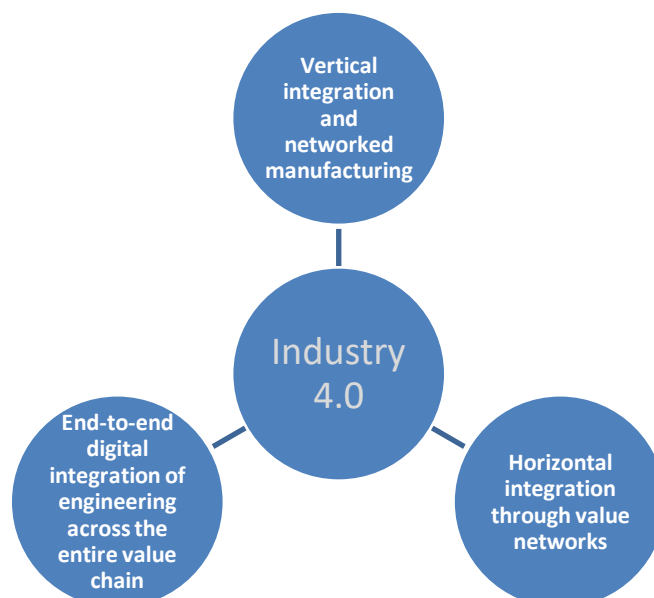 Vertical
integration
and
networked
manufacturing
Industry
4.0
End-to-end
digital
integration of
engineering
across the
entire value
chain
Horizontal
integration
through value
networks